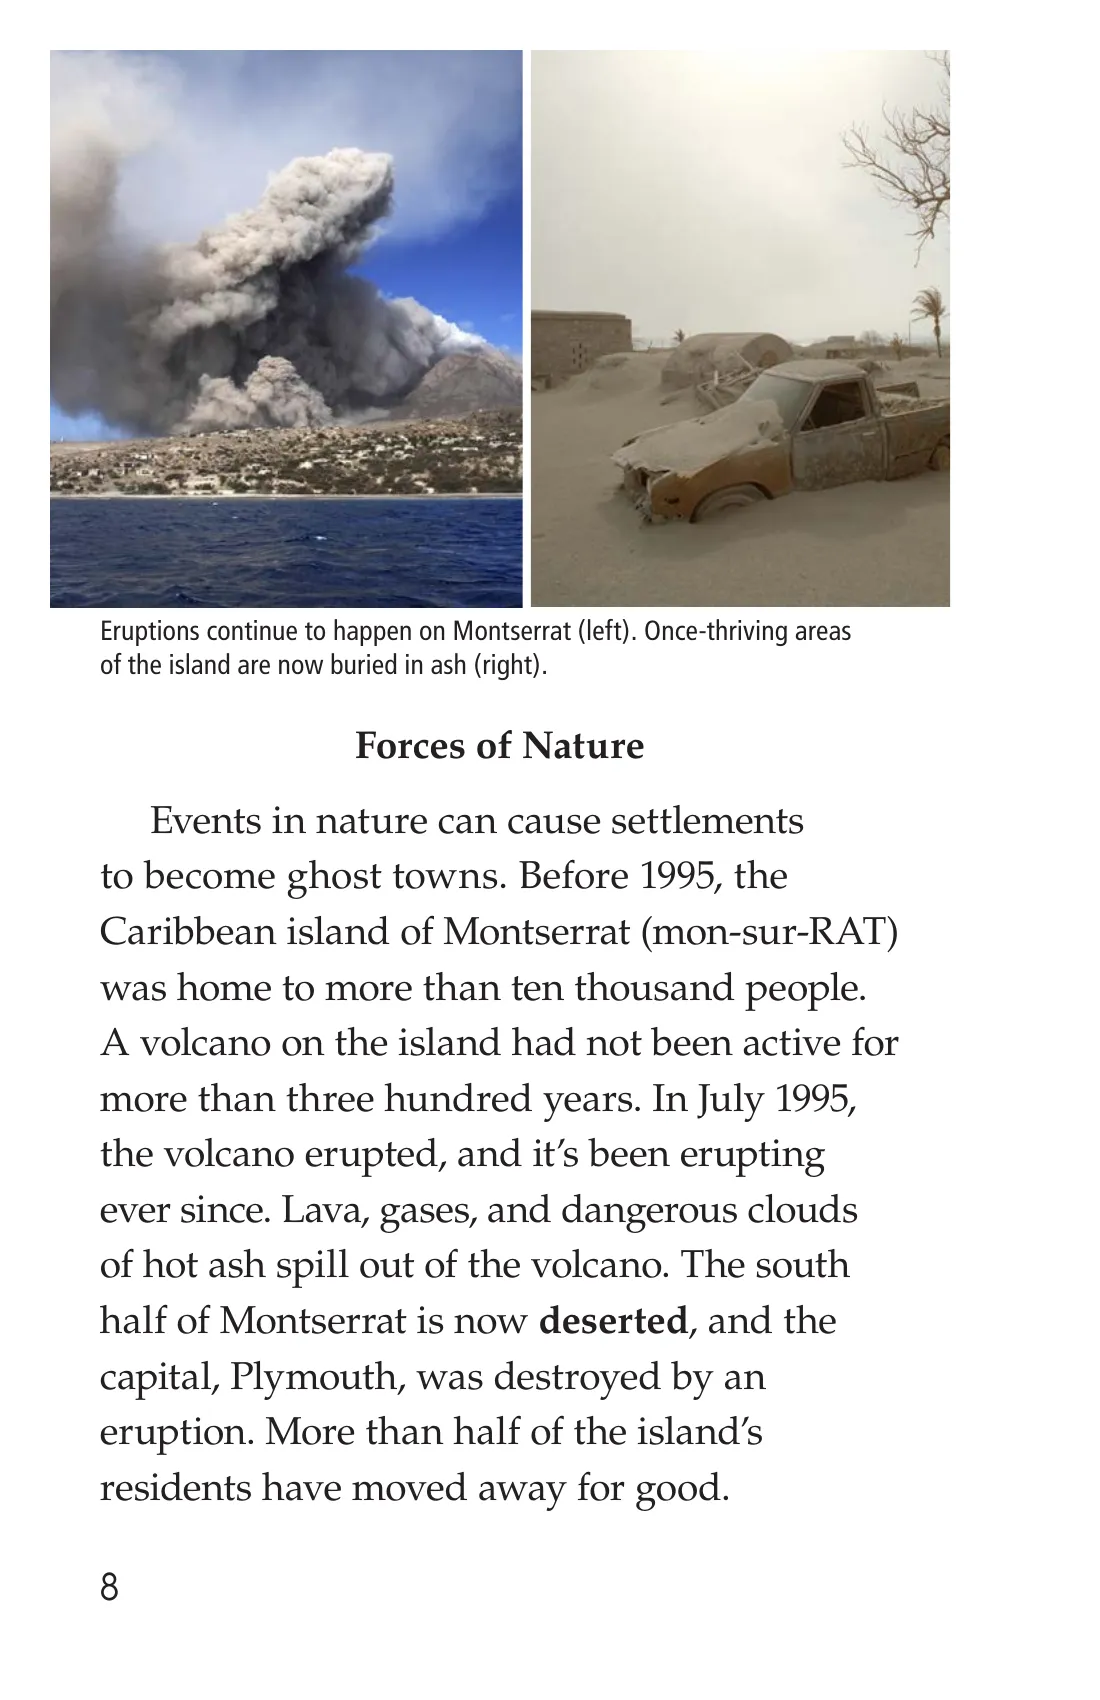 Eruptions continue to happen on Montserrat (left). Once-thriving areas
of the island are now buried in ash (right).
Forces of Nature
Events in nature can cause settlements
to become ghost towns. Before 1995, the
Caribbean island of Montserrat (mon-sur-RAT)
was home to more than ten thousand people.
A volcano on the island had not been active for
more than three hundred years. In July 1995,
the volcano erupted, and it’s been erupting
ever since. Lava, gases, and dangerous clouds
of hot ash spill out of the volcano. The south
half of Montserrat is now deserted, and the
capital, Plymouth, was destroyed by an
eruption. More than half of the island’s
residents have moved away for good.
8